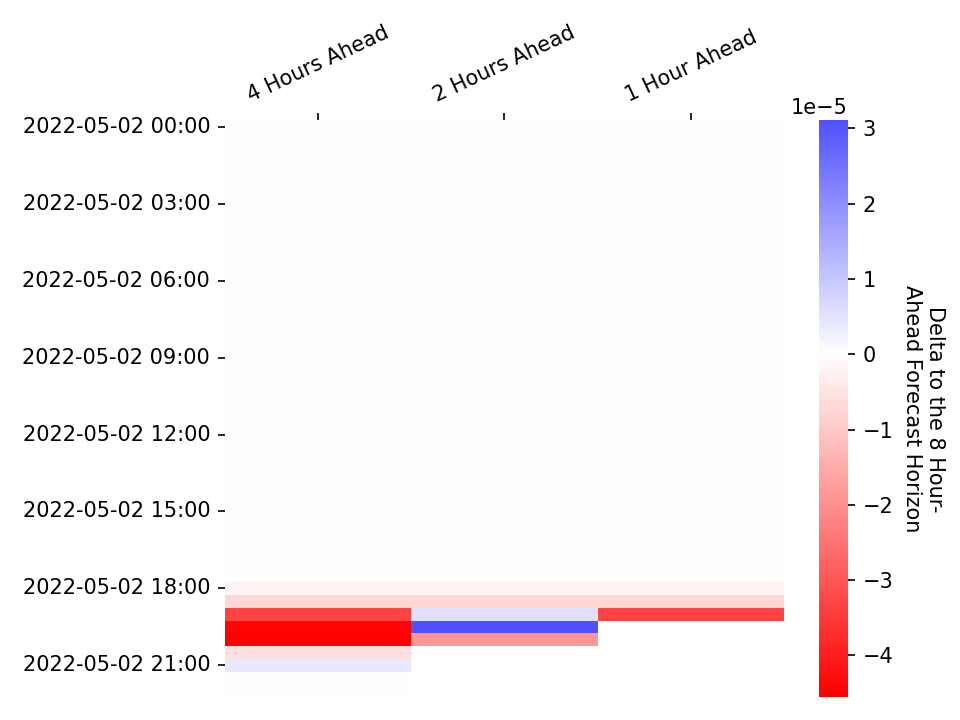 4 Hours Ahead
2 Hours Ahead
1 Hour Ahead
1e−5
2022-05-02 00:00
2022-05-02 03:00
2022-05-02 06:00
2022-05-02 09:00
2022-05-02 12:00
2022-05-02 15:00
2022-05-02 18:00
2022-05-02 21:00
3
2
1
0
−1
−2
−3
−4
Delta to the 8 Hour-
Ahead Forecast Horizon